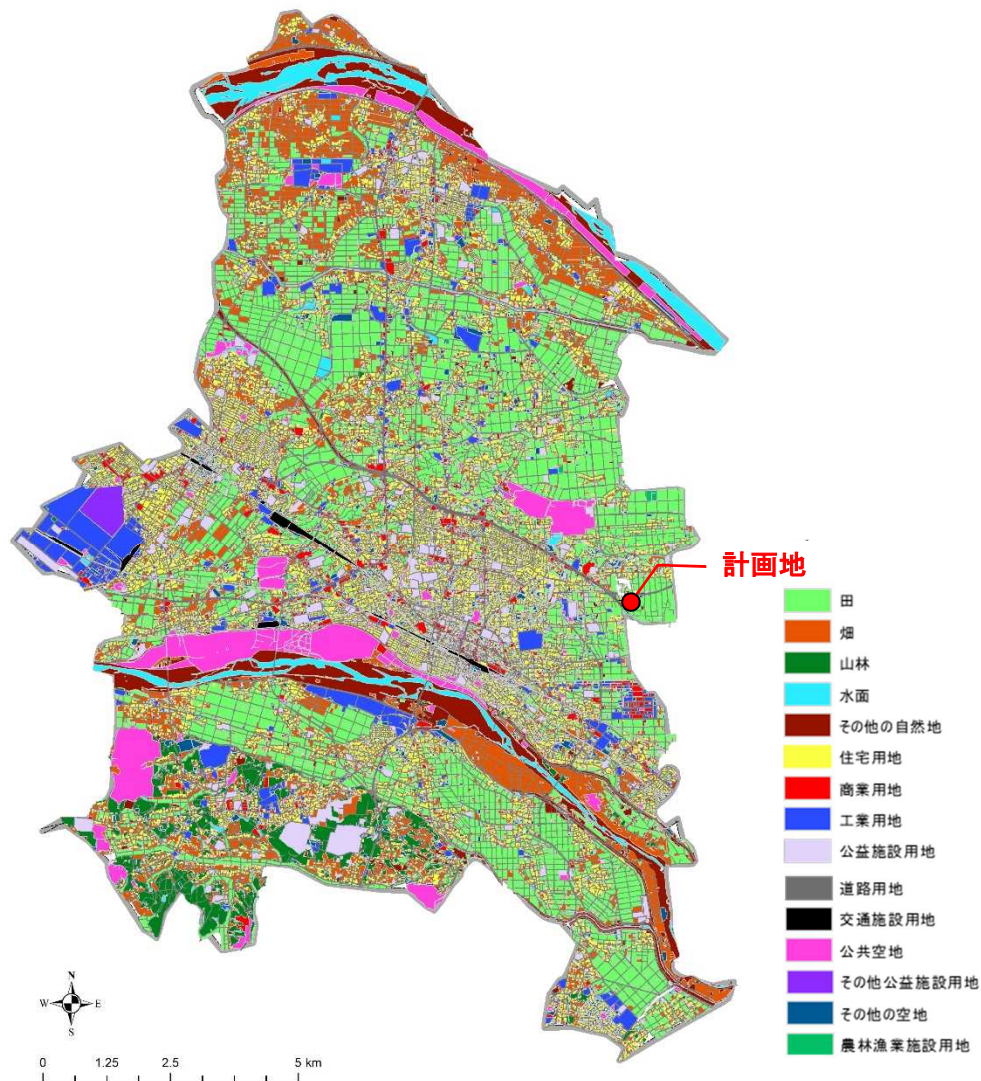 計画地
田
畑
山林
水面
その他の自然地
住宅用地
商業用地
工業用地
公益施設用地
道路用地
交通施設用地
公共空地
その他公益施設用地
その他の空地
農林漁業施設用地
N
W E
S
0 1.25 2.5 5 km